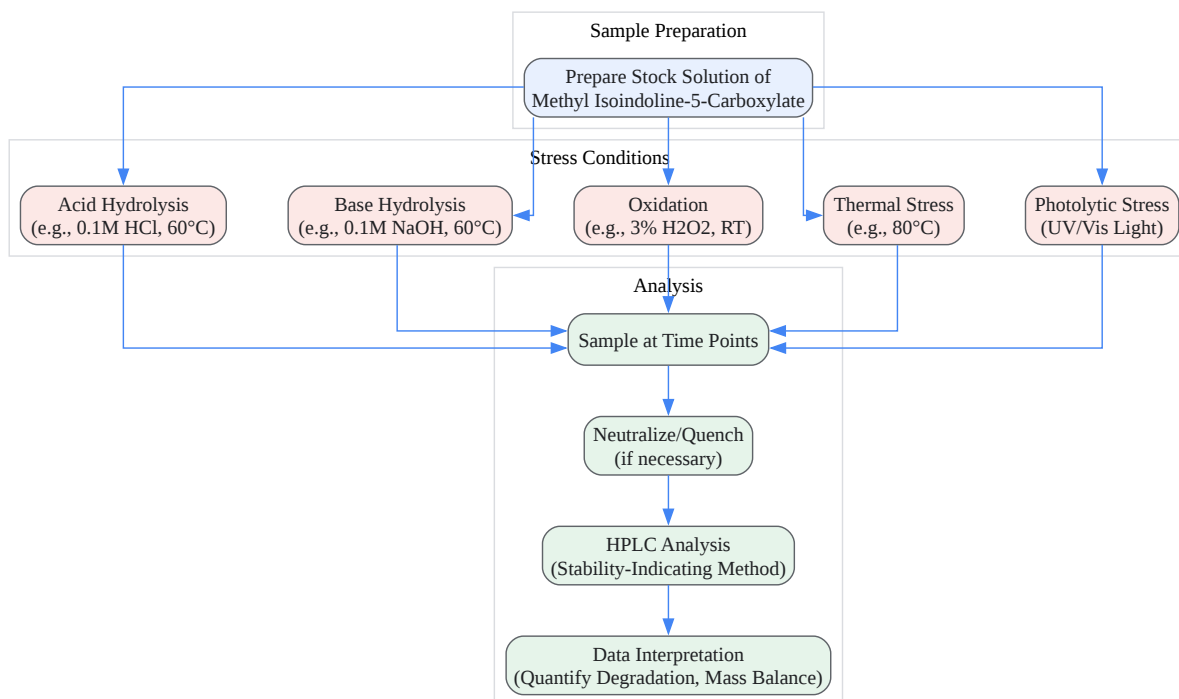 Sample Preparation
Prepare Stock Solution of
Methyl Isoindoline-5-Carboxylate
Stress Conditions
Acid Hydrolysis
(e.g., 0.1M HCl, 60°C)
Base Hydrolysis
(e.g., 0.1M NaOH, 60°C)
Oxidation
(e.g., 3% H2O2, RT)
Thermal Stress
(e.g., 80°C)
Photolytic Stress
(UV/Vis Light)
Analysis
Sample at Time Points
Neutralize/Quench
(if necessary)
HPLC Analysis
(Stability-Indicating Method)
Data Interpretation
(Quantify Degradation, Mass Balance)